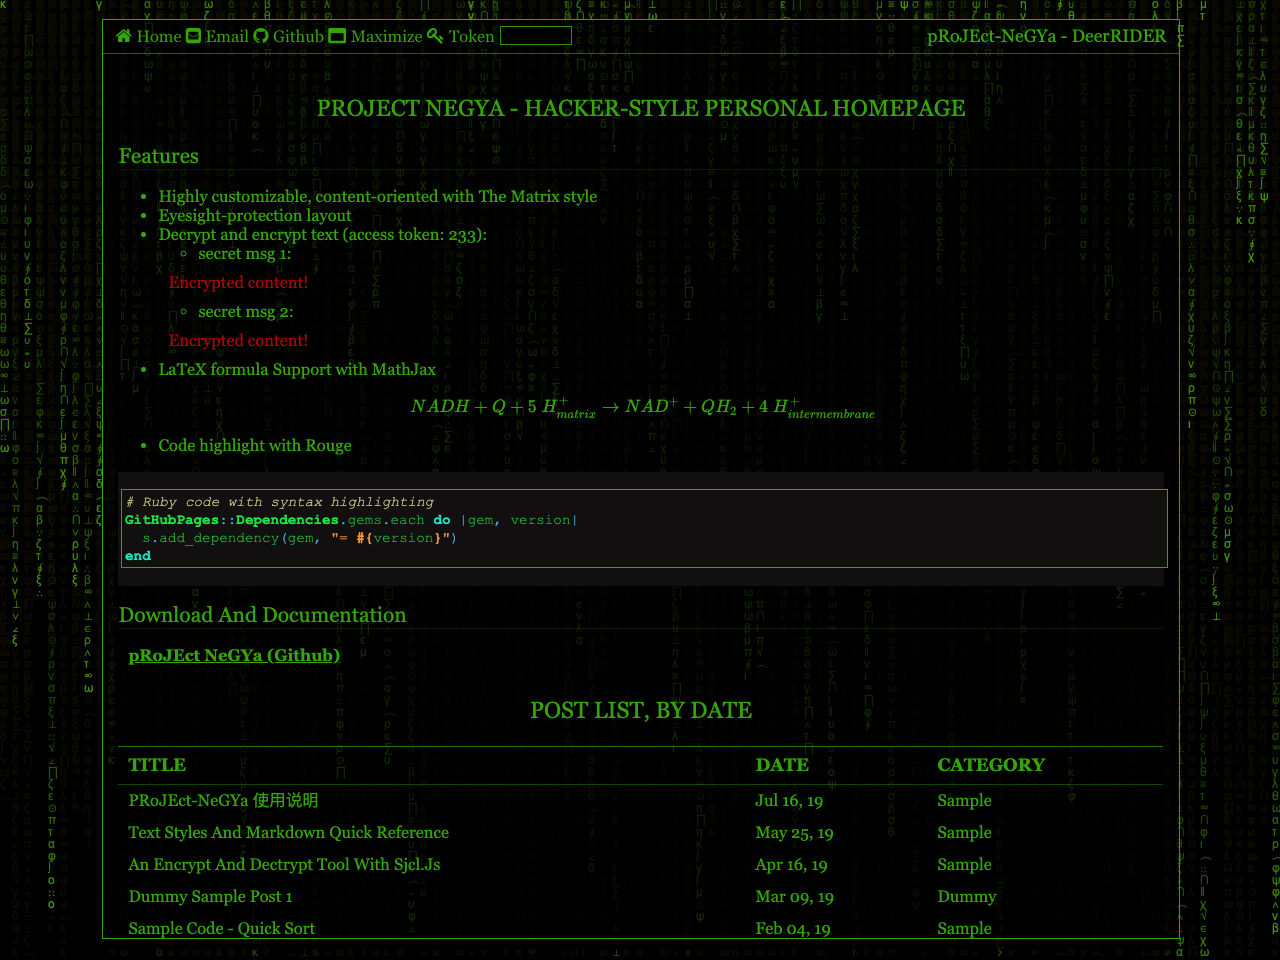 Home Email Github Maximize Token pRoJEct-NeGYa - DeerRIDER
PROJECT NEGYA - HACKER-STYLE PERSONAL HOMEPAGE
Features
Highly customizable, content-oriented with The Matrix style
Eyesight-protection layout
Decrypt and encrypt text (access token: 233):
secret msg 1:
Encrypted content!
secret msg 2:
Encrypted content!
LaTeX formula Support with MathJax
NADH + Q + 5 H⁺matrix → NAD⁺ + QH₂ + 4 H⁺intermembrane
Code highlight with Rouge
# Ruby code with syntax highlighting
GitHubPages::Dependencies.gems.each do |gem, version|
s.add_dependency(gem, "= #{version}")
end
Download And Documentation
pRoJEct NeGYa (Github)
POST LIST, BY DATE
TITLE DATE CATEGORY
PRoJEct-NeGYa 使用说明 Jul 16, 19 Sample
Text Styles And Markdown Quick Reference May 25, 19 Sample
An Encrypt And Dectrypt Tool With Sjcl.Js Apr 16, 19 Sample
Dummy Sample Post 1 Mar 09, 19 Dummy
Sample Code - Quick Sort Feb 04, 19 Sample